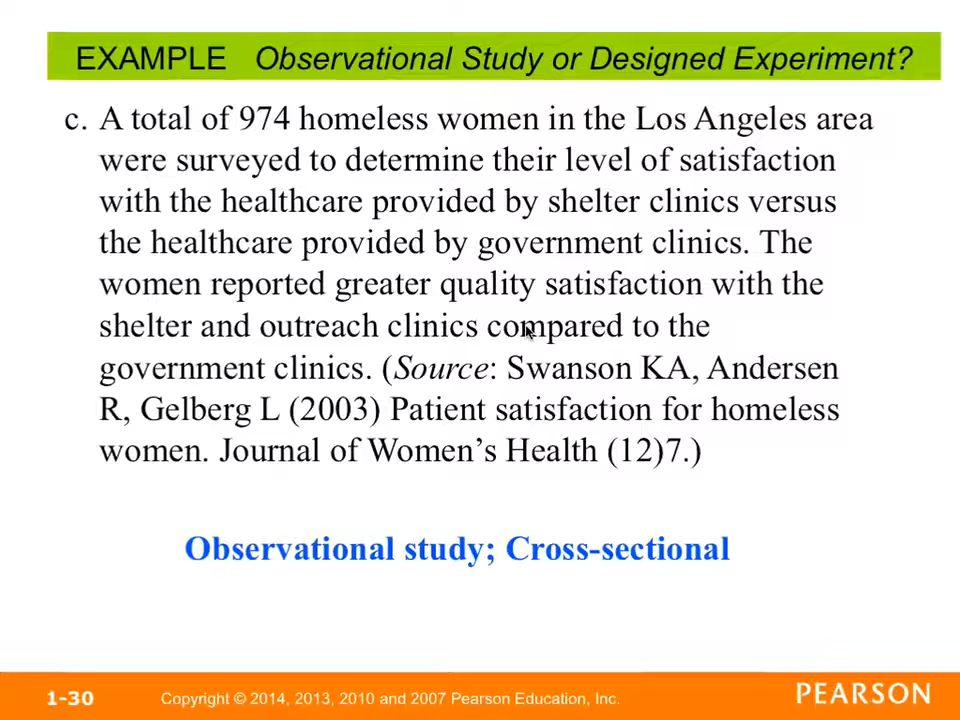 EXAMPLE Observational Study or Designed Experiment?
c. A total of 974 homeless women in the Los Angeles area
were surveyed to determine their level of satisfaction
with the healthcare provided by shelter clinics versus
the healthcare provided by government clinics. The
women reported greater quality satisfaction with the
shelter and outreach clinics compared to the
government clinics. (Source: Swanson KA, Andersen
R, Gelberg L (2003) Patient satisfaction for homeless
women. Journal of Women’s Health (12)7.)
Observational study; Cross-sectional
1-30
Copyright © 2014, 2013, 2010 and 2007 Pearson Education, Inc.
PEARSON